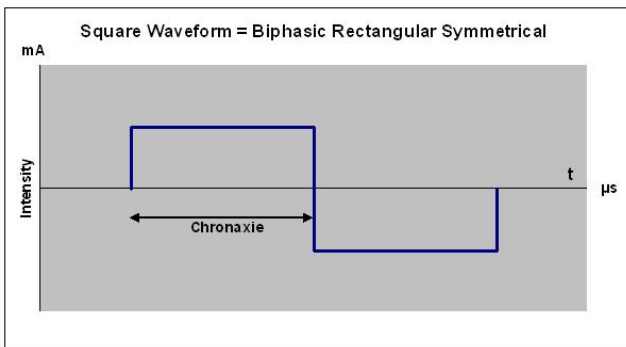 Square Waveform = Biphasic Rectangular Symmetrical
mA
Intensity
t
µs
Chronaxie